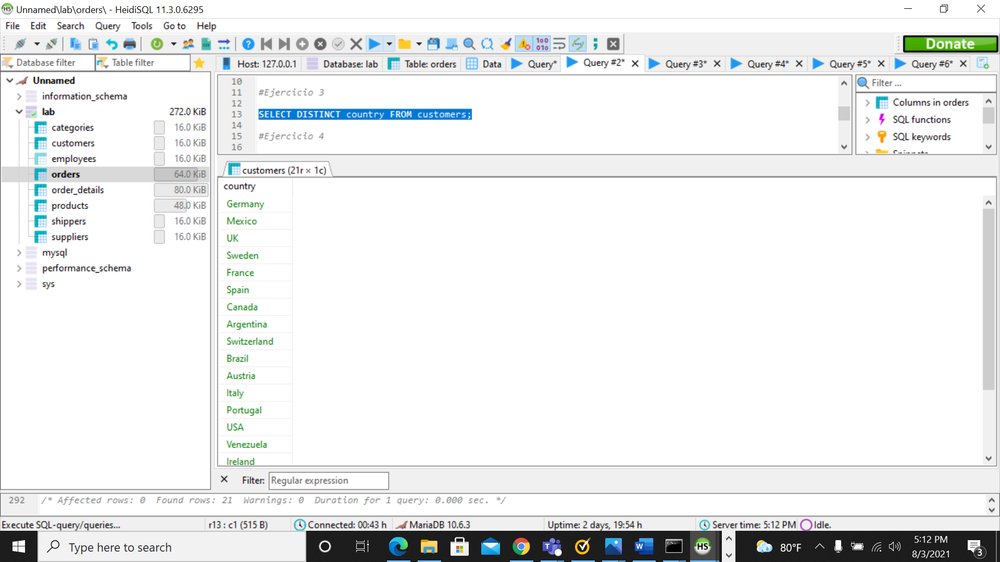 Unnamed\lab\orders\ - HeidiSQL 11.3.0.6295
File Edit Search Query Tools Go to Help
Donate
Database filter
Table filter
Host: 127.0.0.1
Database: lab
Table: orders
Data
Query*
Query #2*
Query #3*
Query #4*
Query #5*
Query #6*
Unnamed
information_schema
lab 272.0 KiB
categories 16.0 KiB
customers 16.0 KiB
employees 16.0 KiB
orders 64.0 KiB
order_details 80.0 KiB
products 48.0 KiB
shippers 16.0 KiB
suppliers 16.0 KiB
mysql
performance_schema
sys
10
11 #Ejercicio 3
12
13 SELECT DISTINCT country FROM customers;
14
15 #Ejercicio 4
16
Filter ...
Columns in orders
SQL functions
SQL keywords
customers (21r × 1c)
country
Germany
Mexico
UK
Sweden
France
Spain
Canada
Argentina
Switzerland
Brazil
Austria
Italy
Portugal
USA
Venezuela
Ireland
Filter: Regular expression
292 /* Affected rows: 0 Found rows: 21 Warnings: 0 Duration for 1 query: 0.000 sec. */
Execute SQL-query/queries...
r13 : c1 (515 B)
Connected: 00:43 h
MariaDB 10.6.3
Uptime: 2 days, 19:54 h
Server time: 5:12 PM
Idle.
Type here to search
HS
80°F
5:12 PM
8/3/2021
3